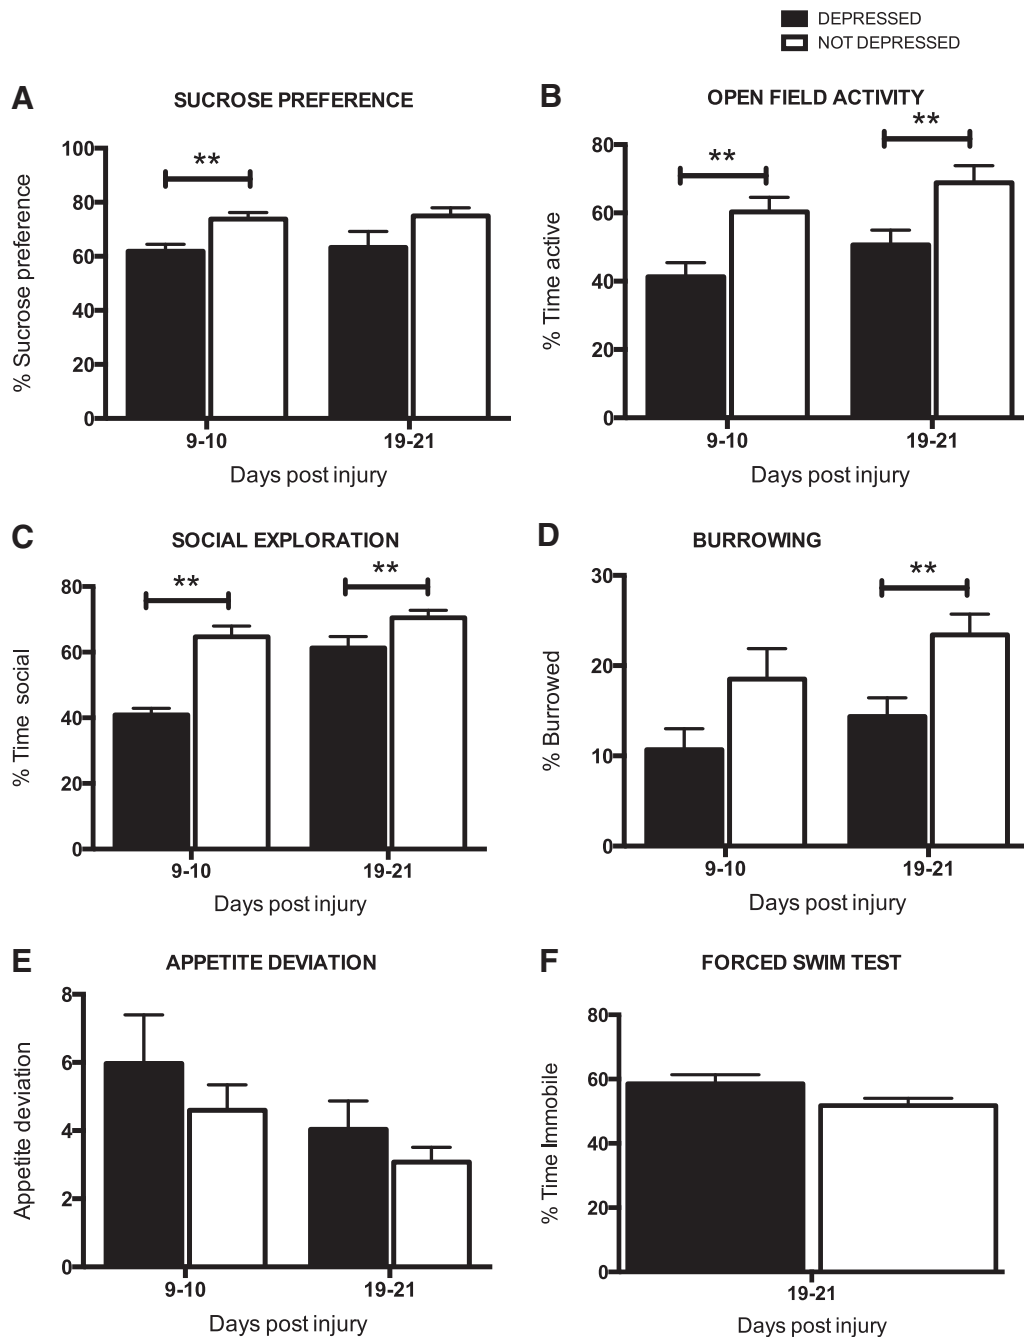 DEPRESSED
NOT DEPRESSED
A
SUCROSE PREFERENCE
% Sucrose preference
100
80
60
40
20
0
**
9-10
19-21
Days post injury
B
OPEN FIELD ACTIVITY
% Time active
80
60
40
20
0
**
**
9-10
19-21
Days post injury
C
SOCIAL EXPLORATION
% Time social
80
60
40
20
0
**
**
9-10
19-21
Days post injury
D
BURROWING
% Burrowed
30
20
10
0
**
9-10
19-21
Days post injury
E
APPETITE DEVIATION
Appetite deviation
8
6
4
2
0
9-10
19-21
Days post injury
F
FORCED SWIM TEST
% Time Immobile
80
60
40
20
0
19-21
Days post injury